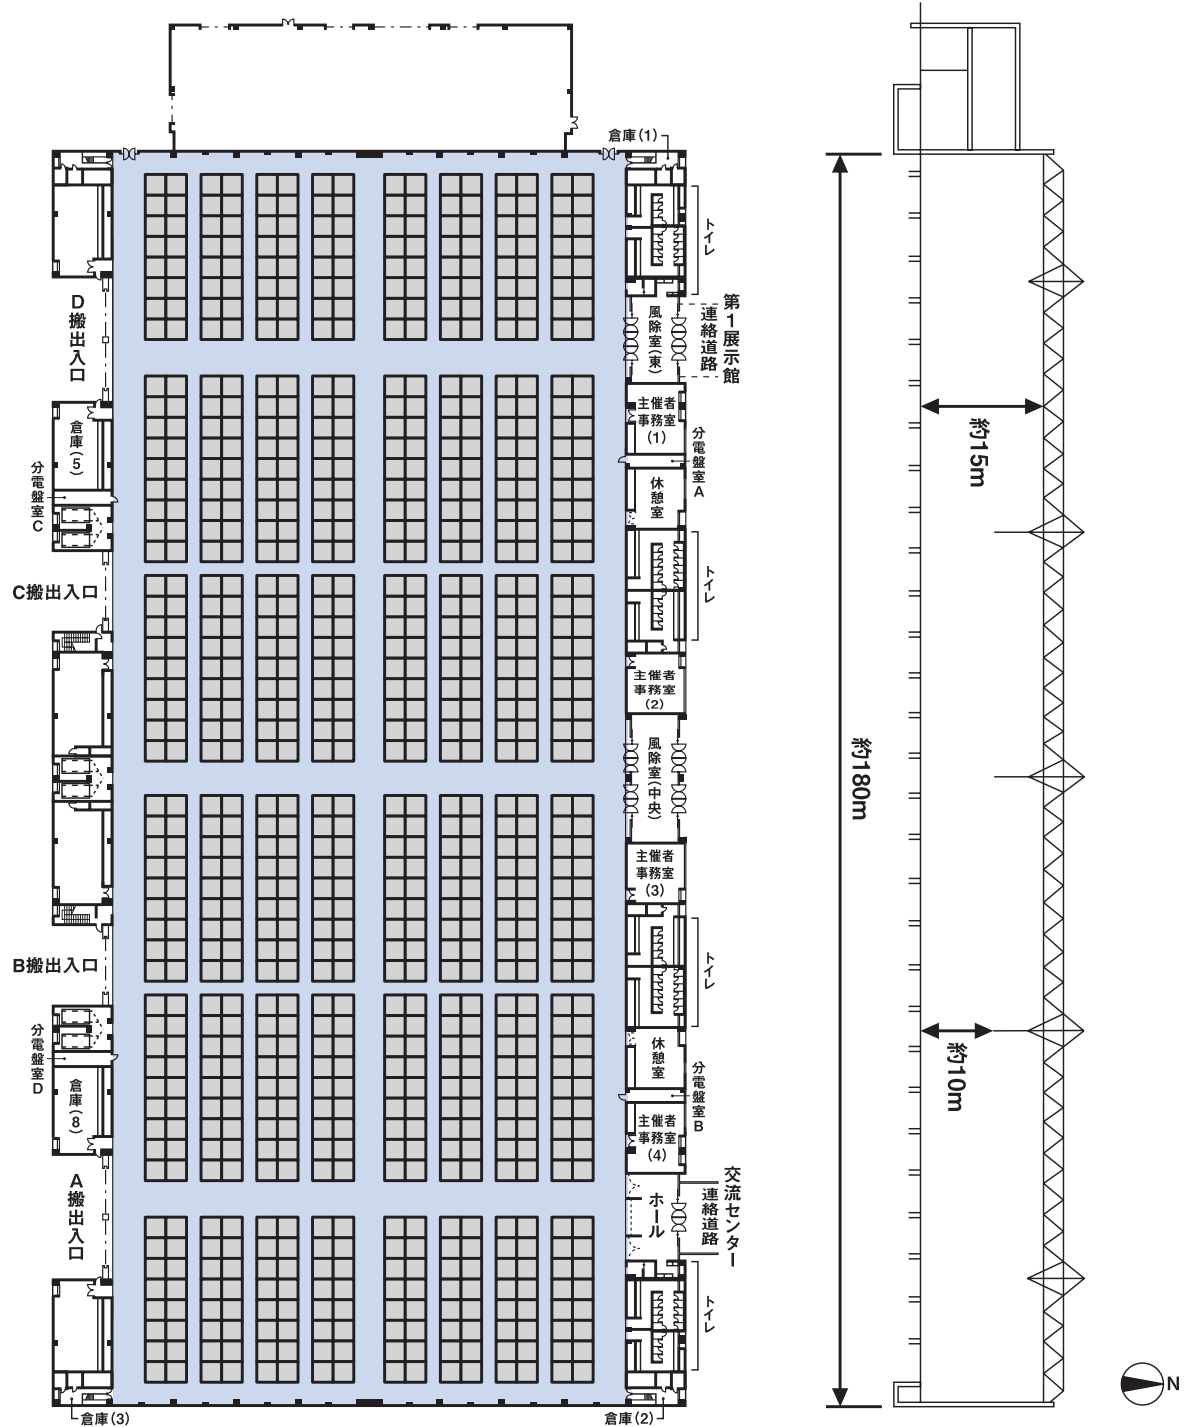 倉庫(1)
トイレ
D搬出入口
風除室(東)
第1展示館
連絡道路
主催者
事務室
(1)
倉庫(5)
分電盤室A
分電盤室C
休憩室
C搬出入口
トイレ
主催者
事務室
(2)
風除室(中央)
主催者
事務室
(3)
B搬出入口
トイレ
分電盤室D
休憩室
倉庫(8)
分電盤室B
主催者
事務室
(4)
A搬出入口
ホール
交流センター
連絡道路
トイレ
倉庫(3)
倉庫(2)
約15m
約180m
約10m
N